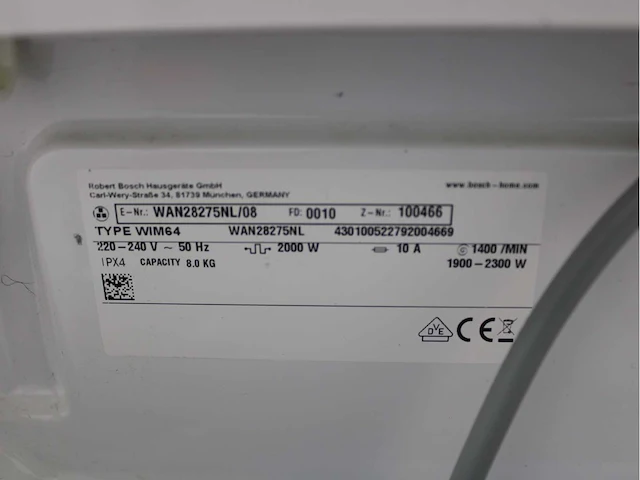 Robert Bosch Hausgeräte GmbH
Carl-Wery-Straße 34, 81739 München, GERMANY
www.bosch-home.com
E-Nr.: WAN28275NL/08 FD: 0010 Z-Nr.: 100466
TYPE WIM64 WAN28275NL 430100522792004669
220-240 V ~ 50 Hz 2000 W 10 A 1400 /MIN
IPX4 CAPACITY 8.0 KG 1900-2300 W
DVE CE